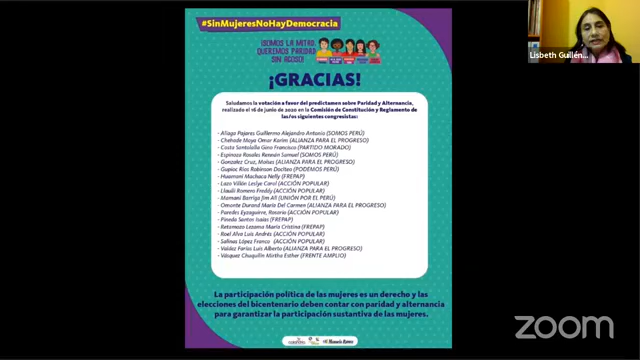 #SinMujeresNoHayDemocracia
¡SOMOS LA MITAD,
QUEREMOS PARIDAD
SIN ACOSO!
¡GRACIAS!
Saludamos la votación a favor del predictamen sobre Paridad y Alternancia,
realizado el 16 de junio de 2020 en la Comisión de Constitución y Reglamento de
las/os siguientes congresistas:
- Aliaga Pajares Guillermo Alejandro Antonio (SOMOS PERÚ)
- Chehade Moya Omar Karim (ALIANZA PARA EL PROGRESO)
- Costa Santolalla Gino Francisco (PARTIDO MORADO)
- Espinoza Rosales Rennán Samuel (SOMOS PERÚ)
- Gonzalez Cruz, Moises (ALIANZA PARA EL PROGRESO)
- Gupioc Rios Robinson Dociteo (PODEMOS PERÚ)
- Huamani Machaca Nelly (FREPAP)
- Lazo Villón Leslye Carol (ACCIÓN POPULAR)
- Llaulli Romero Freddy (ACCIÓN POPULAR)
- Mamani Barriga Jim Alí (UNIÓN POR EL PERÚ)
- Omonte Durand María Del Carmen (ALIANZA PARA EL PROGRESO)
- Paredes Eyzaguirre, Rosario (ACCIÓN POPULAR)
- Pineda Santos Isaias (FREPAP)
- Retamozo Lezama María Cristina (FREPAP)
- Roel Alva Luis Andrés (ACCIÓN POPULAR)
- Salinas López Franco (ACCIÓN POPULAR)
- Valdez Farías Luis Alberto (ALIANZA PARA EL PROGRESO)
- Vásquez Chuquilin Mirtha Esther (FRENTE AMPLIO)
La participación política de las mujeres es un derecho y las
elecciones del bicentenario deben contar con paridad y alternancia
para garantizar la participación sustantiva de las mujeres.
Manuela Ramos
Lisbeth Guillén...
zoom